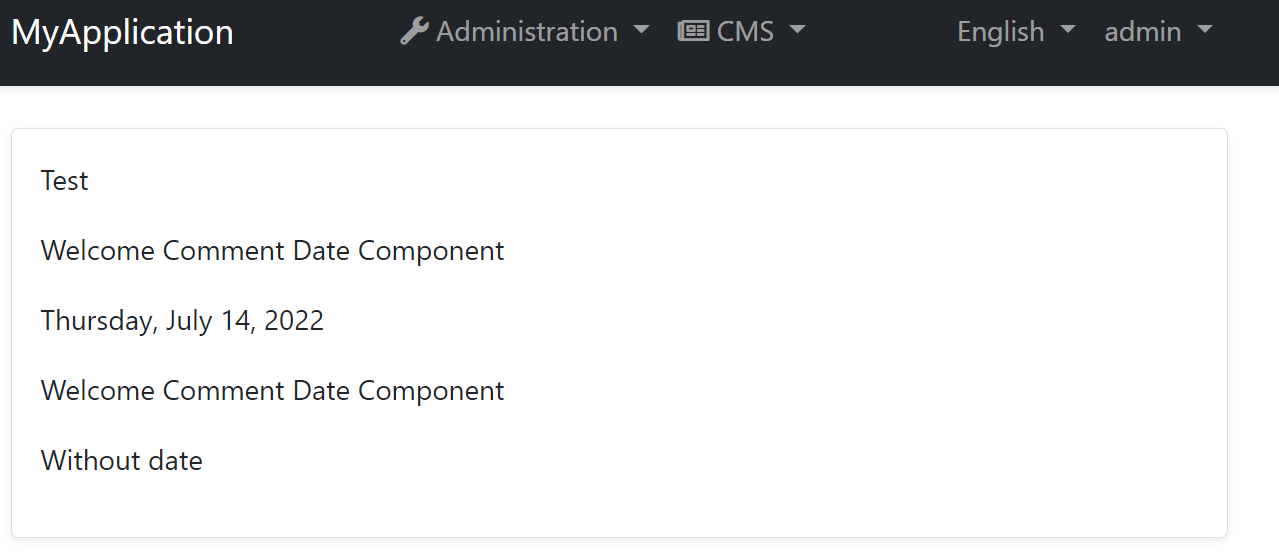 MyApplication Administration CMS English admin
Test
Welcome Comment Date Component
Thursday, July 14, 2022
Welcome Comment Date Component
Without date